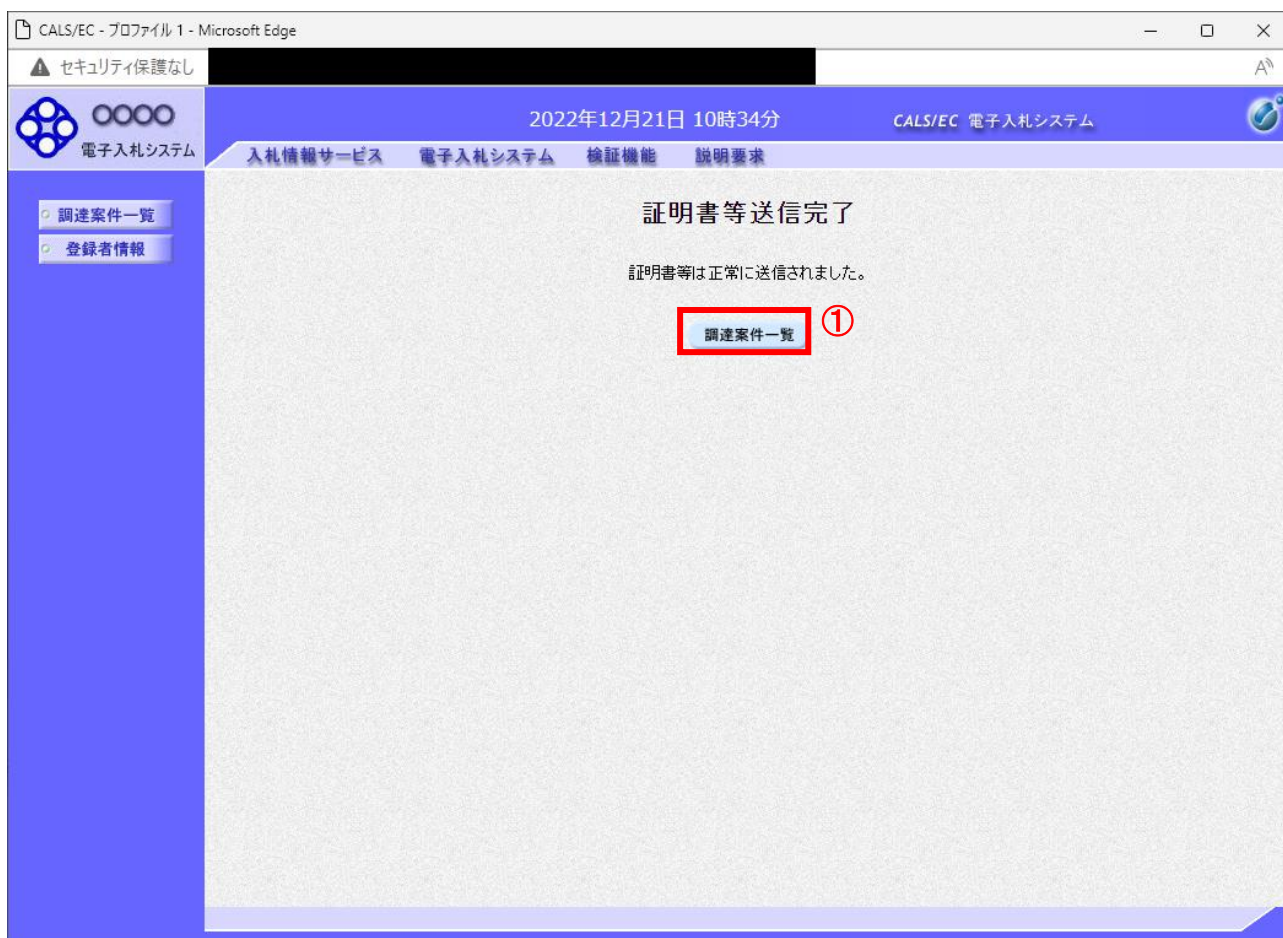 CALS/EC - プロファイル 1 - Microsoft Edge
セキュリティ保護なし
A
〇〇〇〇
電子入札システム
2022年12月21日 10時34分
CALS/EC 電子入札システム
入札情報サービス 電子入札システム 検証機能 説明要求
調達案件一覧
登録者情報
証明書等送信完了
証明書等は正常に送信されました。
調達案件一覧
①